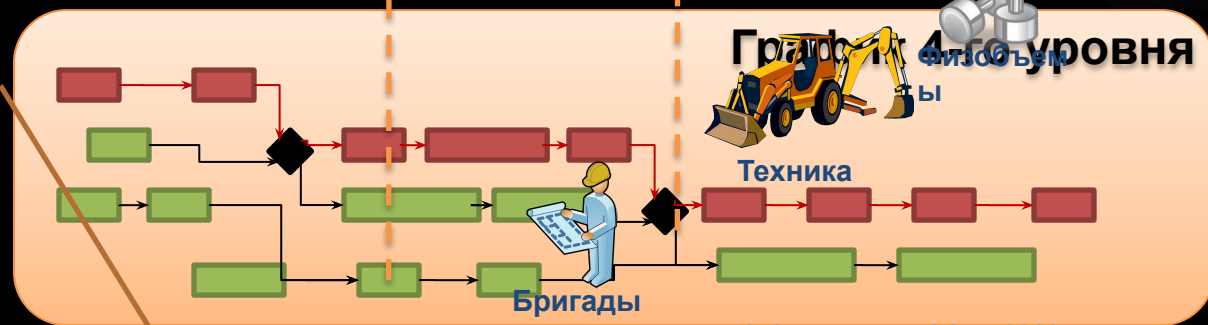 График 4-го уровня
Физобъем
ы
Техника
Бригады